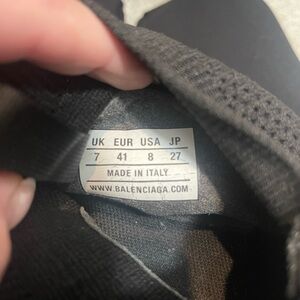 UK EUR USA JP
7 41 8 27
MADE IN ITALY
WWW.BALENCIAGA.COM